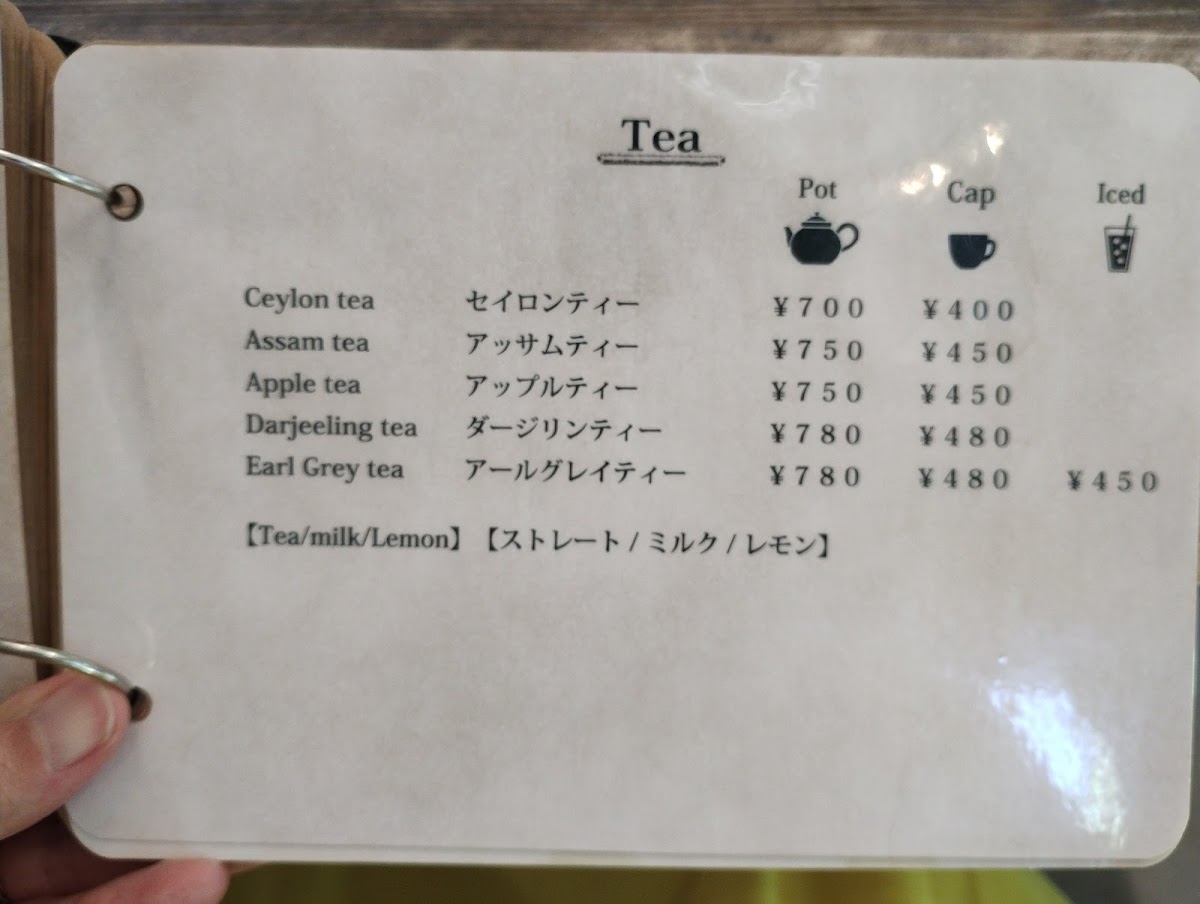 Tea
Pot Cap Iced
Ceylon tea セイロンティー ¥700 ¥400
Assam tea アッサムティー ¥750 ¥450
Apple tea アップルティー ¥750 ¥450
Darjeeling tea ダージリンティー ¥780 ¥480
Earl Grey tea アールグレイティー ¥780 ¥480 ¥450
【Tea/milk/Lemon】【ストレート / ミルク / レモン】